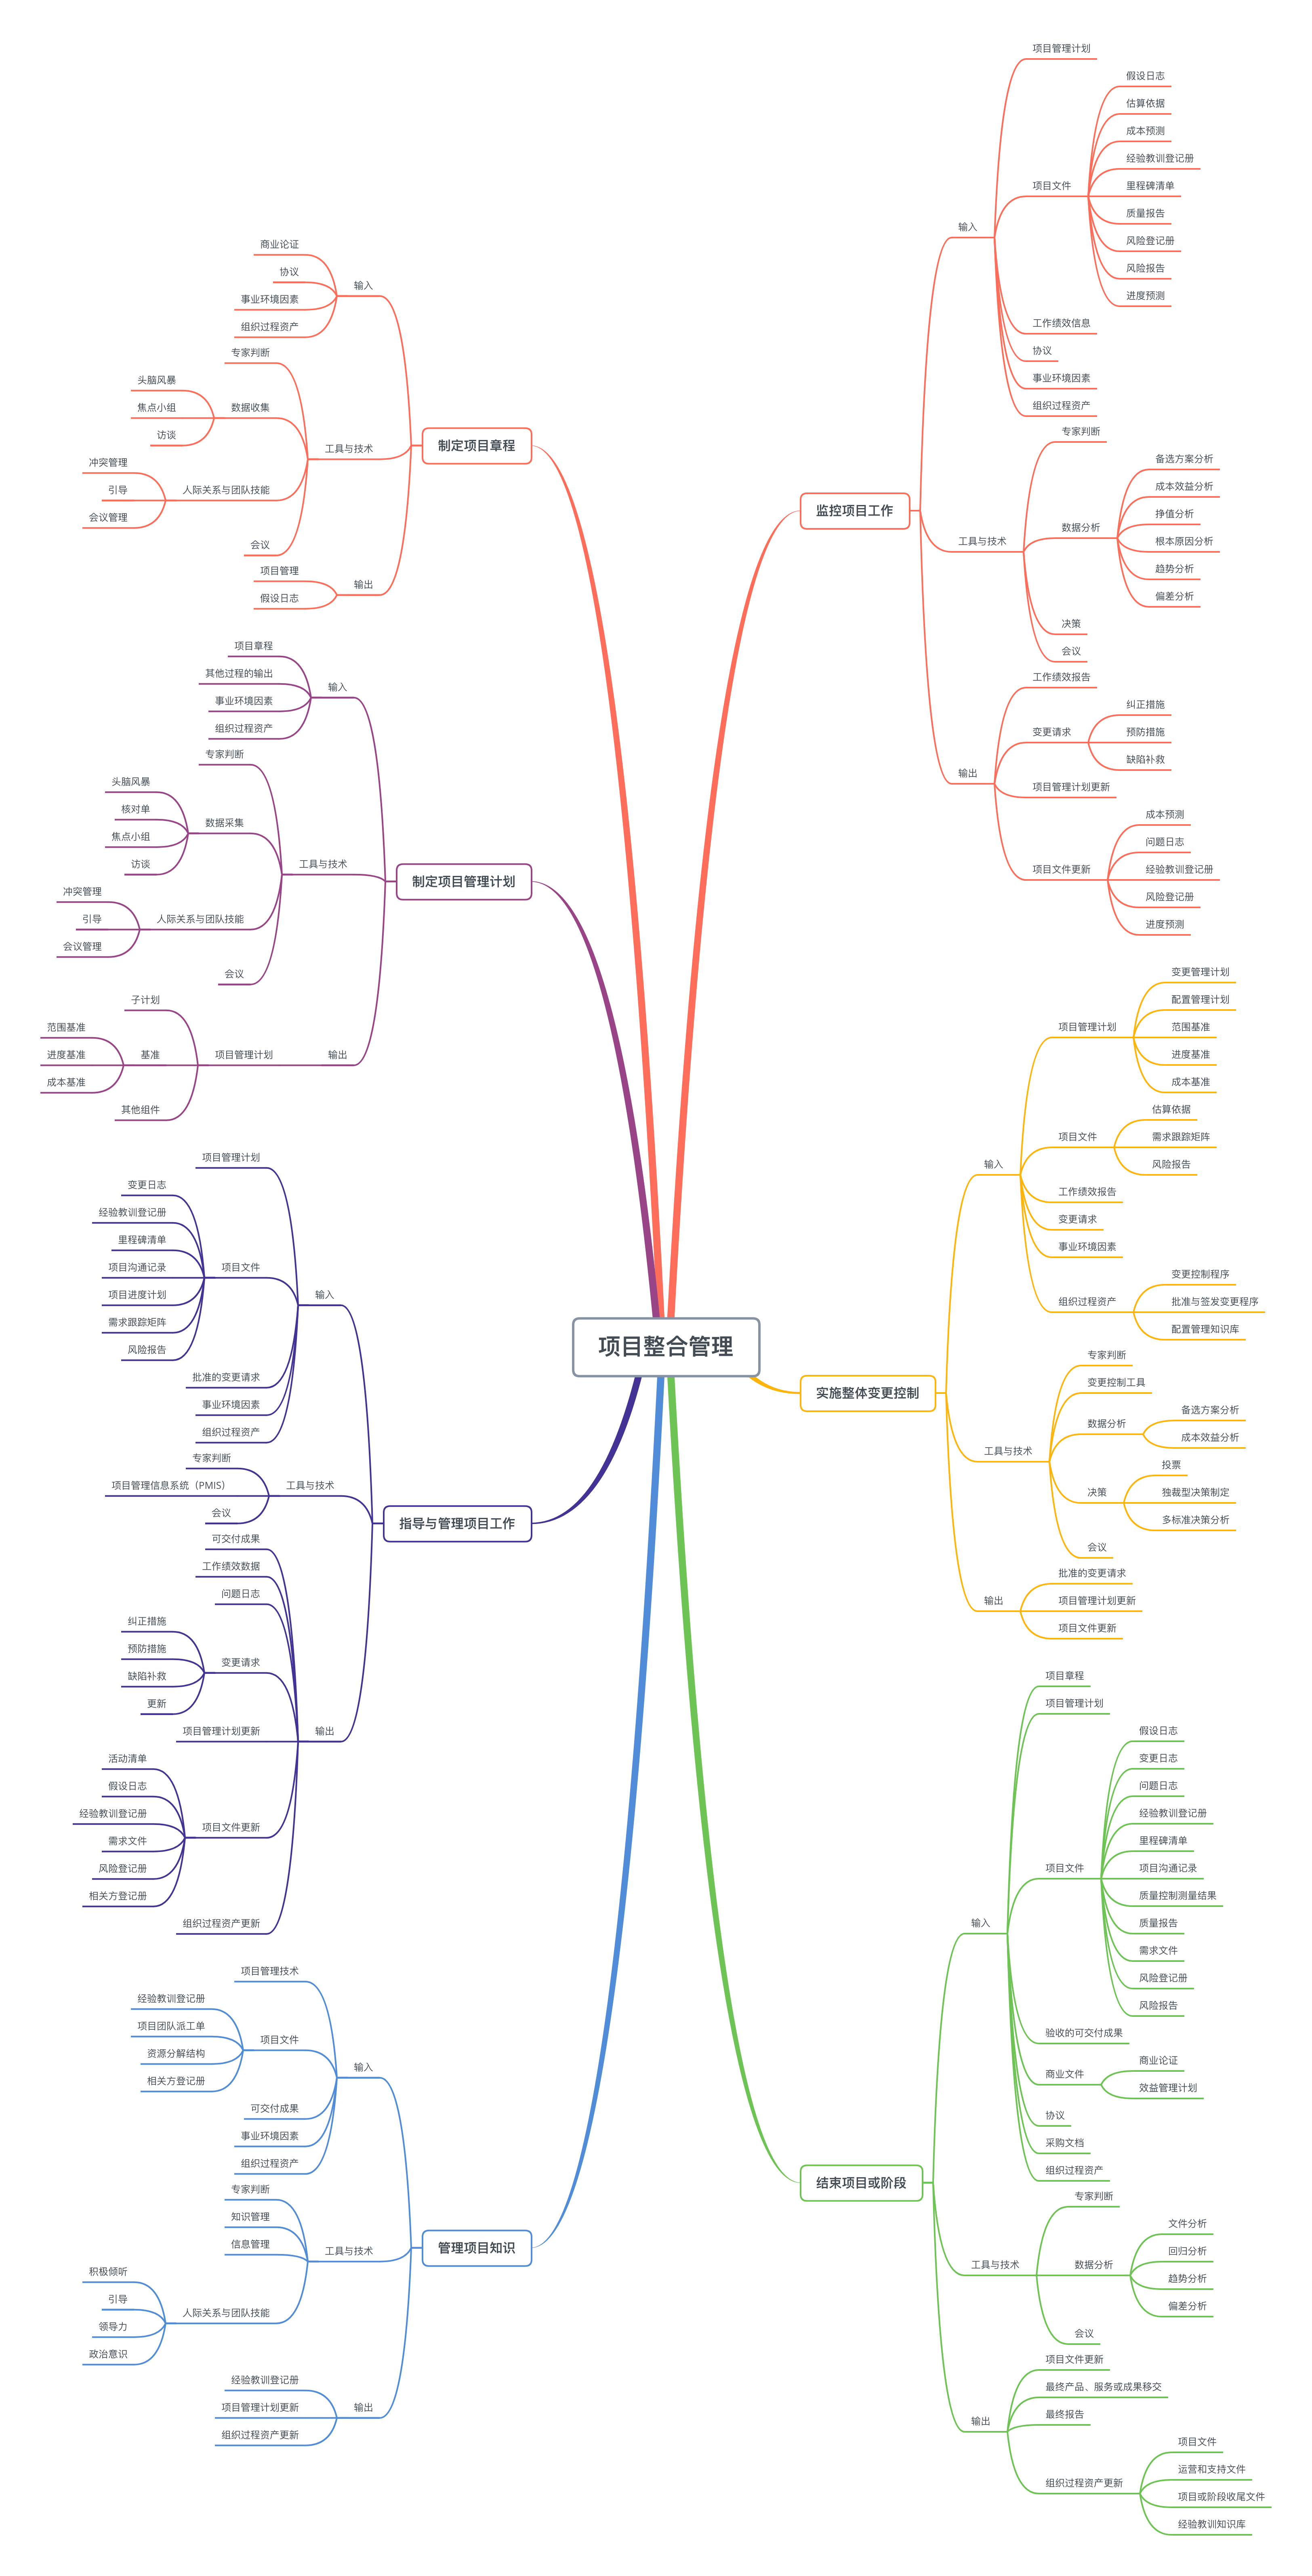 项目整合管理
制定项目章程
输入
商业论证
协议
事业环境因素
组织过程资产
工具与技术
专家判断
数据收集
头脑风暴
焦点小组
访谈
人际关系与团队技能
冲突管理
引导
会议管理
会议
输出
项目管理
假设日志
制定项目管理计划
输入
项目章程
其他过程的输出
事业环境因素
组织过程资产
工具与技术
专家判断
数据采集
头脑风暴
核对单
焦点小组
访谈
人际关系与团队技能
冲突管理
引导
会议管理
会议
输出
项目管理计划
子计划
基准
范围基准
进度基准
成本基准
其他组件
指导与管理项目工作
输入
项目管理计划
项目文件
变更日志
经验教训登记册
里程碑清单
项目沟通记录
项目进度计划
需求跟踪矩阵
风险报告
批准的变更请求
事业环境因素
组织过程资产
工具与技术
专家判断
项目管理信息系统（PMIS）
会议
输出
可交付成果
工作绩效数据
问题日志
变更请求
纠正措施
预防措施
缺陷补救
更新
项目管理计划更新
项目文件更新
活动清单
假设日志
经验教训登记册
需求文件
风险登记册
相关方登记册
组织过程资产更新
管理项目知识
输入
项目管理技术
项目文件
经验教训登记册
项目团队派工单
资源分解结构
相关方登记册
可交付成果
事业环境因素
组织过程资产
工具与技术
专家判断
知识管理
信息管理
人际关系与团队技能
积极倾听
引导
领导力
政治意识
输出
经验教训登记册
项目管理计划更新
组织过程资产更新
监控项目工作
输入
项目管理计划
项目文件
假设日志
估算依据
成本预测
经验教训登记册
里程碑清单
质量报告
风险登记册
风险报告
进度预测
工作绩效信息
协议
事业环境因素
组织过程资产
工具与技术
专家判断
数据分析
备选方案分析
成本效益分析
挣值分析
根本原因分析
趋势分析
偏差分析
决策
会议
输出
工作绩效报告
变更请求
纠正措施
预防措施
缺陷补救
项目管理计划更新
项目文件更新
成本预测
问题日志
经验教训登记册
风险登记册
进度预测
实施整体变更控制
输入
项目管理计划
变更管理计划
配置管理计划
范围基准
进度基准
成本基准
项目文件
估算依据
需求跟踪矩阵
风险报告
工作绩效报告
变更请求
事业环境因素
组织过程资产
变更控制程序
批准与签发变更程序
配置管理知识库
工具与技术
专家判断
变更控制工具
数据分析
备选方案分析
成本效益分析
决策
投票
独裁型决策制定
多标准决策分析
会议
输出
批准的变更请求
项目管理计划更新
项目文件更新
结束项目或阶段
输入
项目章程
项目管理计划
项目文件
假设日志
变更日志
问题日志
经验教训登记册
里程碑清单
项目沟通记录
质量控制测量结果
质量报告
需求文件
风险登记册
风险报告
验收的可交付成果
商业文件
商业论证
效益管理计划
协议
采购文档
组织过程资产
工具与技术
专家判断
数据分析
文件分析
回归分析
趋势分析
偏差分析
会议
输出
项目文件更新
最终产品、服务或成果移交
最终报告
组织过程资产更新
项目文件
运营和支持文件
项目或阶段收尾文件
经验教训知识库